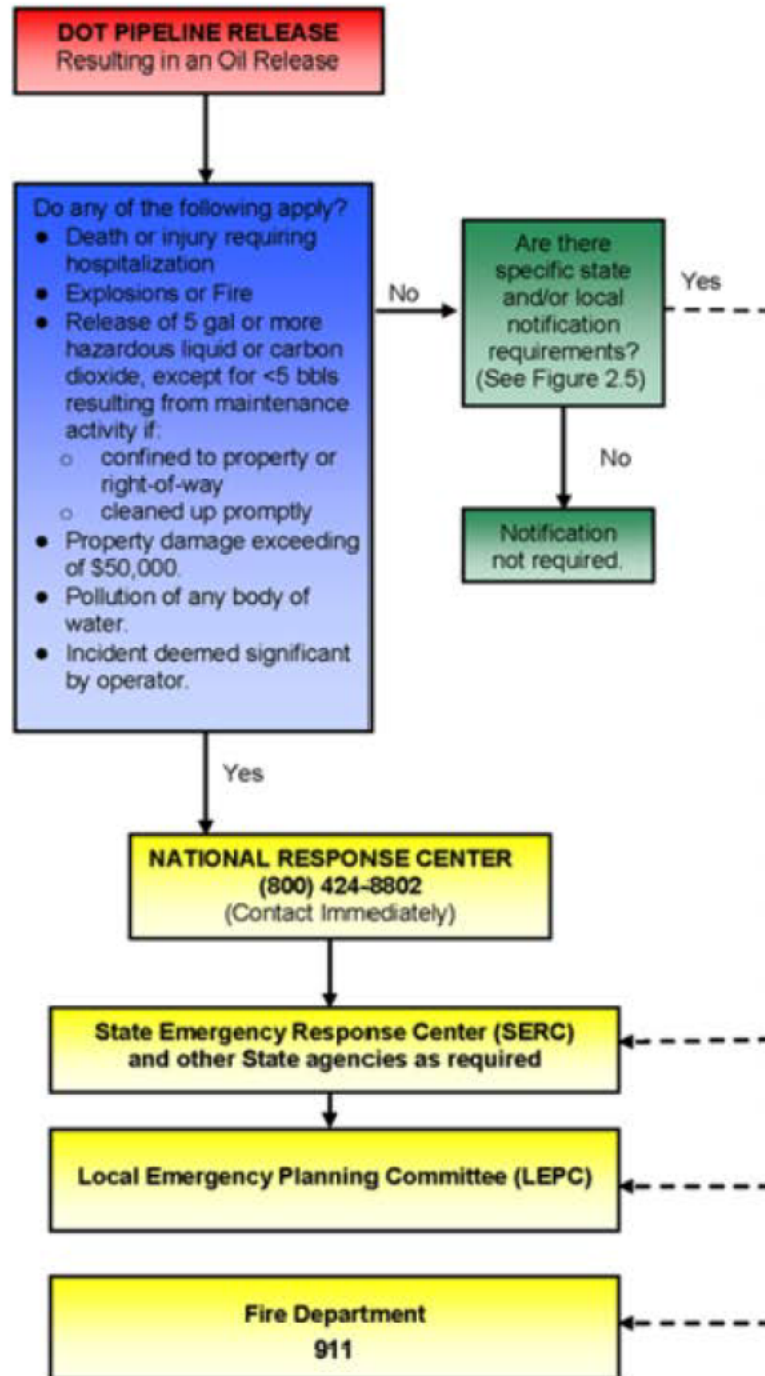 DOT PIPELINE RELEASE
Resulting in an Oil Release
Do any of the following apply?
● Death or injury requiring
hospitalization
● Explosions or Fire
● Release of 5 gal or more
hazardous liquid or carbon
dioxide, except for <5 bbls
resulting from maintenance
activity if:
o confined to property or
right-of-way
o cleaned up promptly
● Property damage exceeding
of $50,000.
● Pollution of any body of
water.
● Incident deemed significant
by operator.
No
Are there
specific state
and/or local
notification
requirements?
(See Figure 2.5)
Yes
No
Notification
not required.
Yes
NATIONAL RESPONSE CENTER
(800) 424-8802
(Contact Immediately)
State Emergency Response Center (SERC)
and other State agencies as required
Local Emergency Planning Committee (LEPC)
Fire Department
911